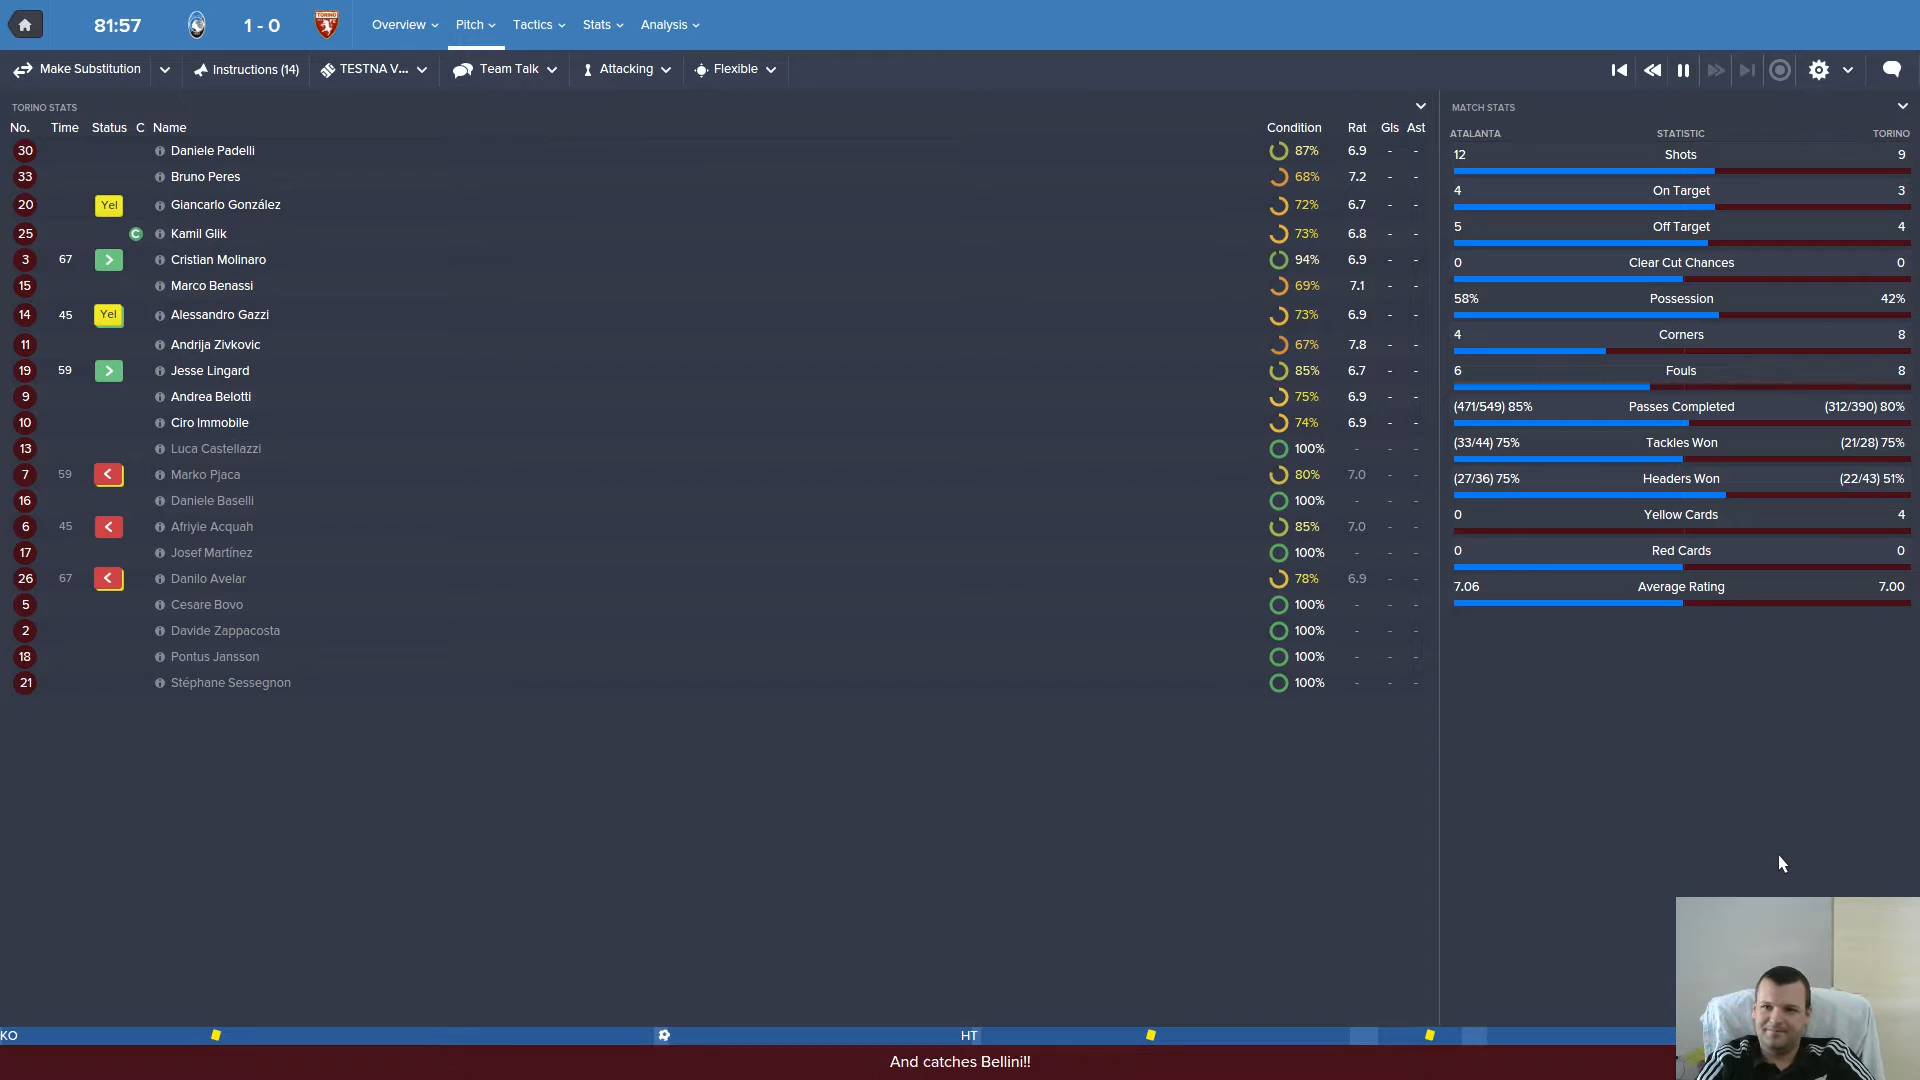 81:57 1 - 0 Overview Pitch Tactics Stats Analysis
Make Substitution Instructions (14) TESTNA V... Team Talk Attacking Flexible
TORINO STATS
No. Time Status C Name Condition Rat Gls Ast
30 Daniele Padelli 87% 6.9 - -
33 Bruno Peres 68% 7.2 - -
20 Yel Giancarlo González 72% 6.7 - -
25 C Kamil Glik 73% 6.8 - -
3 67 Cristian Molinaro 94% 6.9 - -
15 Marco Benassi 69% 7.1 - -
14 45 Yel Alessandro Gazzi 73% 6.9 - -
11 Andrija Zivkovic 67% 7.8 - -
19 59 Jesse Lingard 85% 6.7 - -
9 Andrea Belotti 75% 6.9 - -
10 Ciro Immobile 74% 6.9 - -
13 Luca Castellazzi 100% - - -
7 59 Marko Pjaca 80% 7.0 - -
16 Daniele Baselli 100% - - -
6 45 Afriyie Acquah 85% 7.0 - -
17 Josef Martínez 100% - - -
26 67 Danilo Avelar 78% 6.9 - -
5 Cesare Bovo 100% - - -
2 Davide Zappacosta 100% - - -
18 Pontus Jansson 100% - - -
21 Stéphane Sessegnon 100% - - -
MATCH STATS
ATALANTA STATISTIC TORINO
12 Shots 9
4 On Target 3
5 Off Target 4
0 Clear Cut Chances 0
58% Possession 42%
4 Corners 8
6 Fouls 8
(471/549) 85% Passes Completed (312/390) 80%
(33/44) 75% Tackles Won (21/28) 75%
(27/36) 75% Headers Won (22/43) 51%
0 Yellow Cards 4
0 Red Cards 0
7.06 Average Rating 7.00
KO HT
And catches Bellini!!